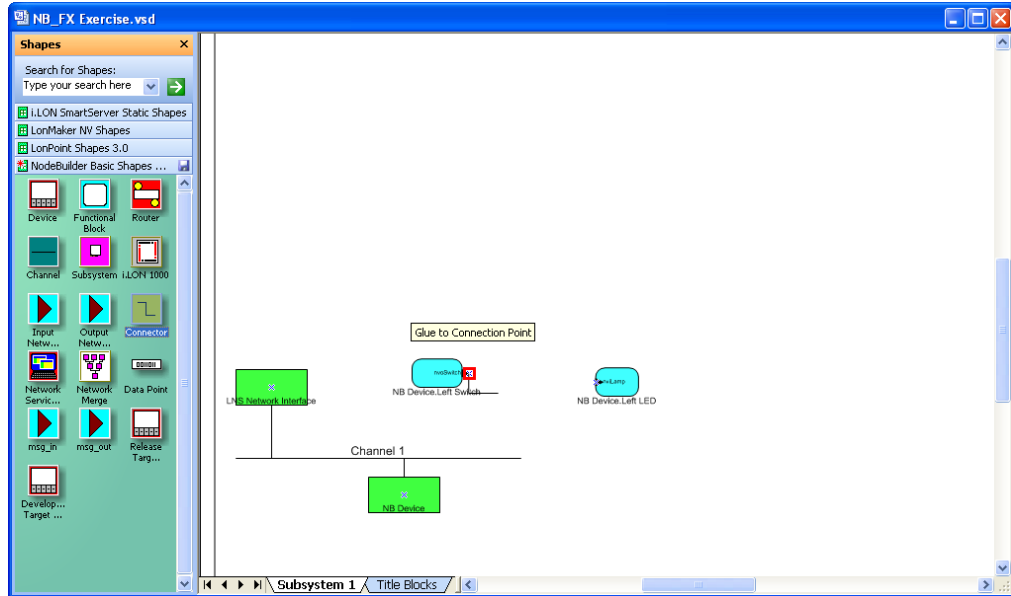 NB_FX Exercise.vsd
Shapes
Search for Shapes:
Type your search here
i.LON SmartServer Static Shapes
LonMaker NV Shapes
LonPoint Shapes 3.0
NodeBuilder Basic Shapes ...
Device
Functional
Block
Router
Channel
Subsystem
i.LON 1000
Input
Netw...
Output
Netw...
Connector
Network
Servic...
Network
Merge
Data Point
msg_in
msg_out
Release
Targ...
Develop...
Target ...
Glue to Connection Point
nvoSwitch
NB Device.Left Switch
nviLamp
NB Device.Left LED
LNS Network Interface
Channel 1
NB Device
Subsystem 1
Title Blocks